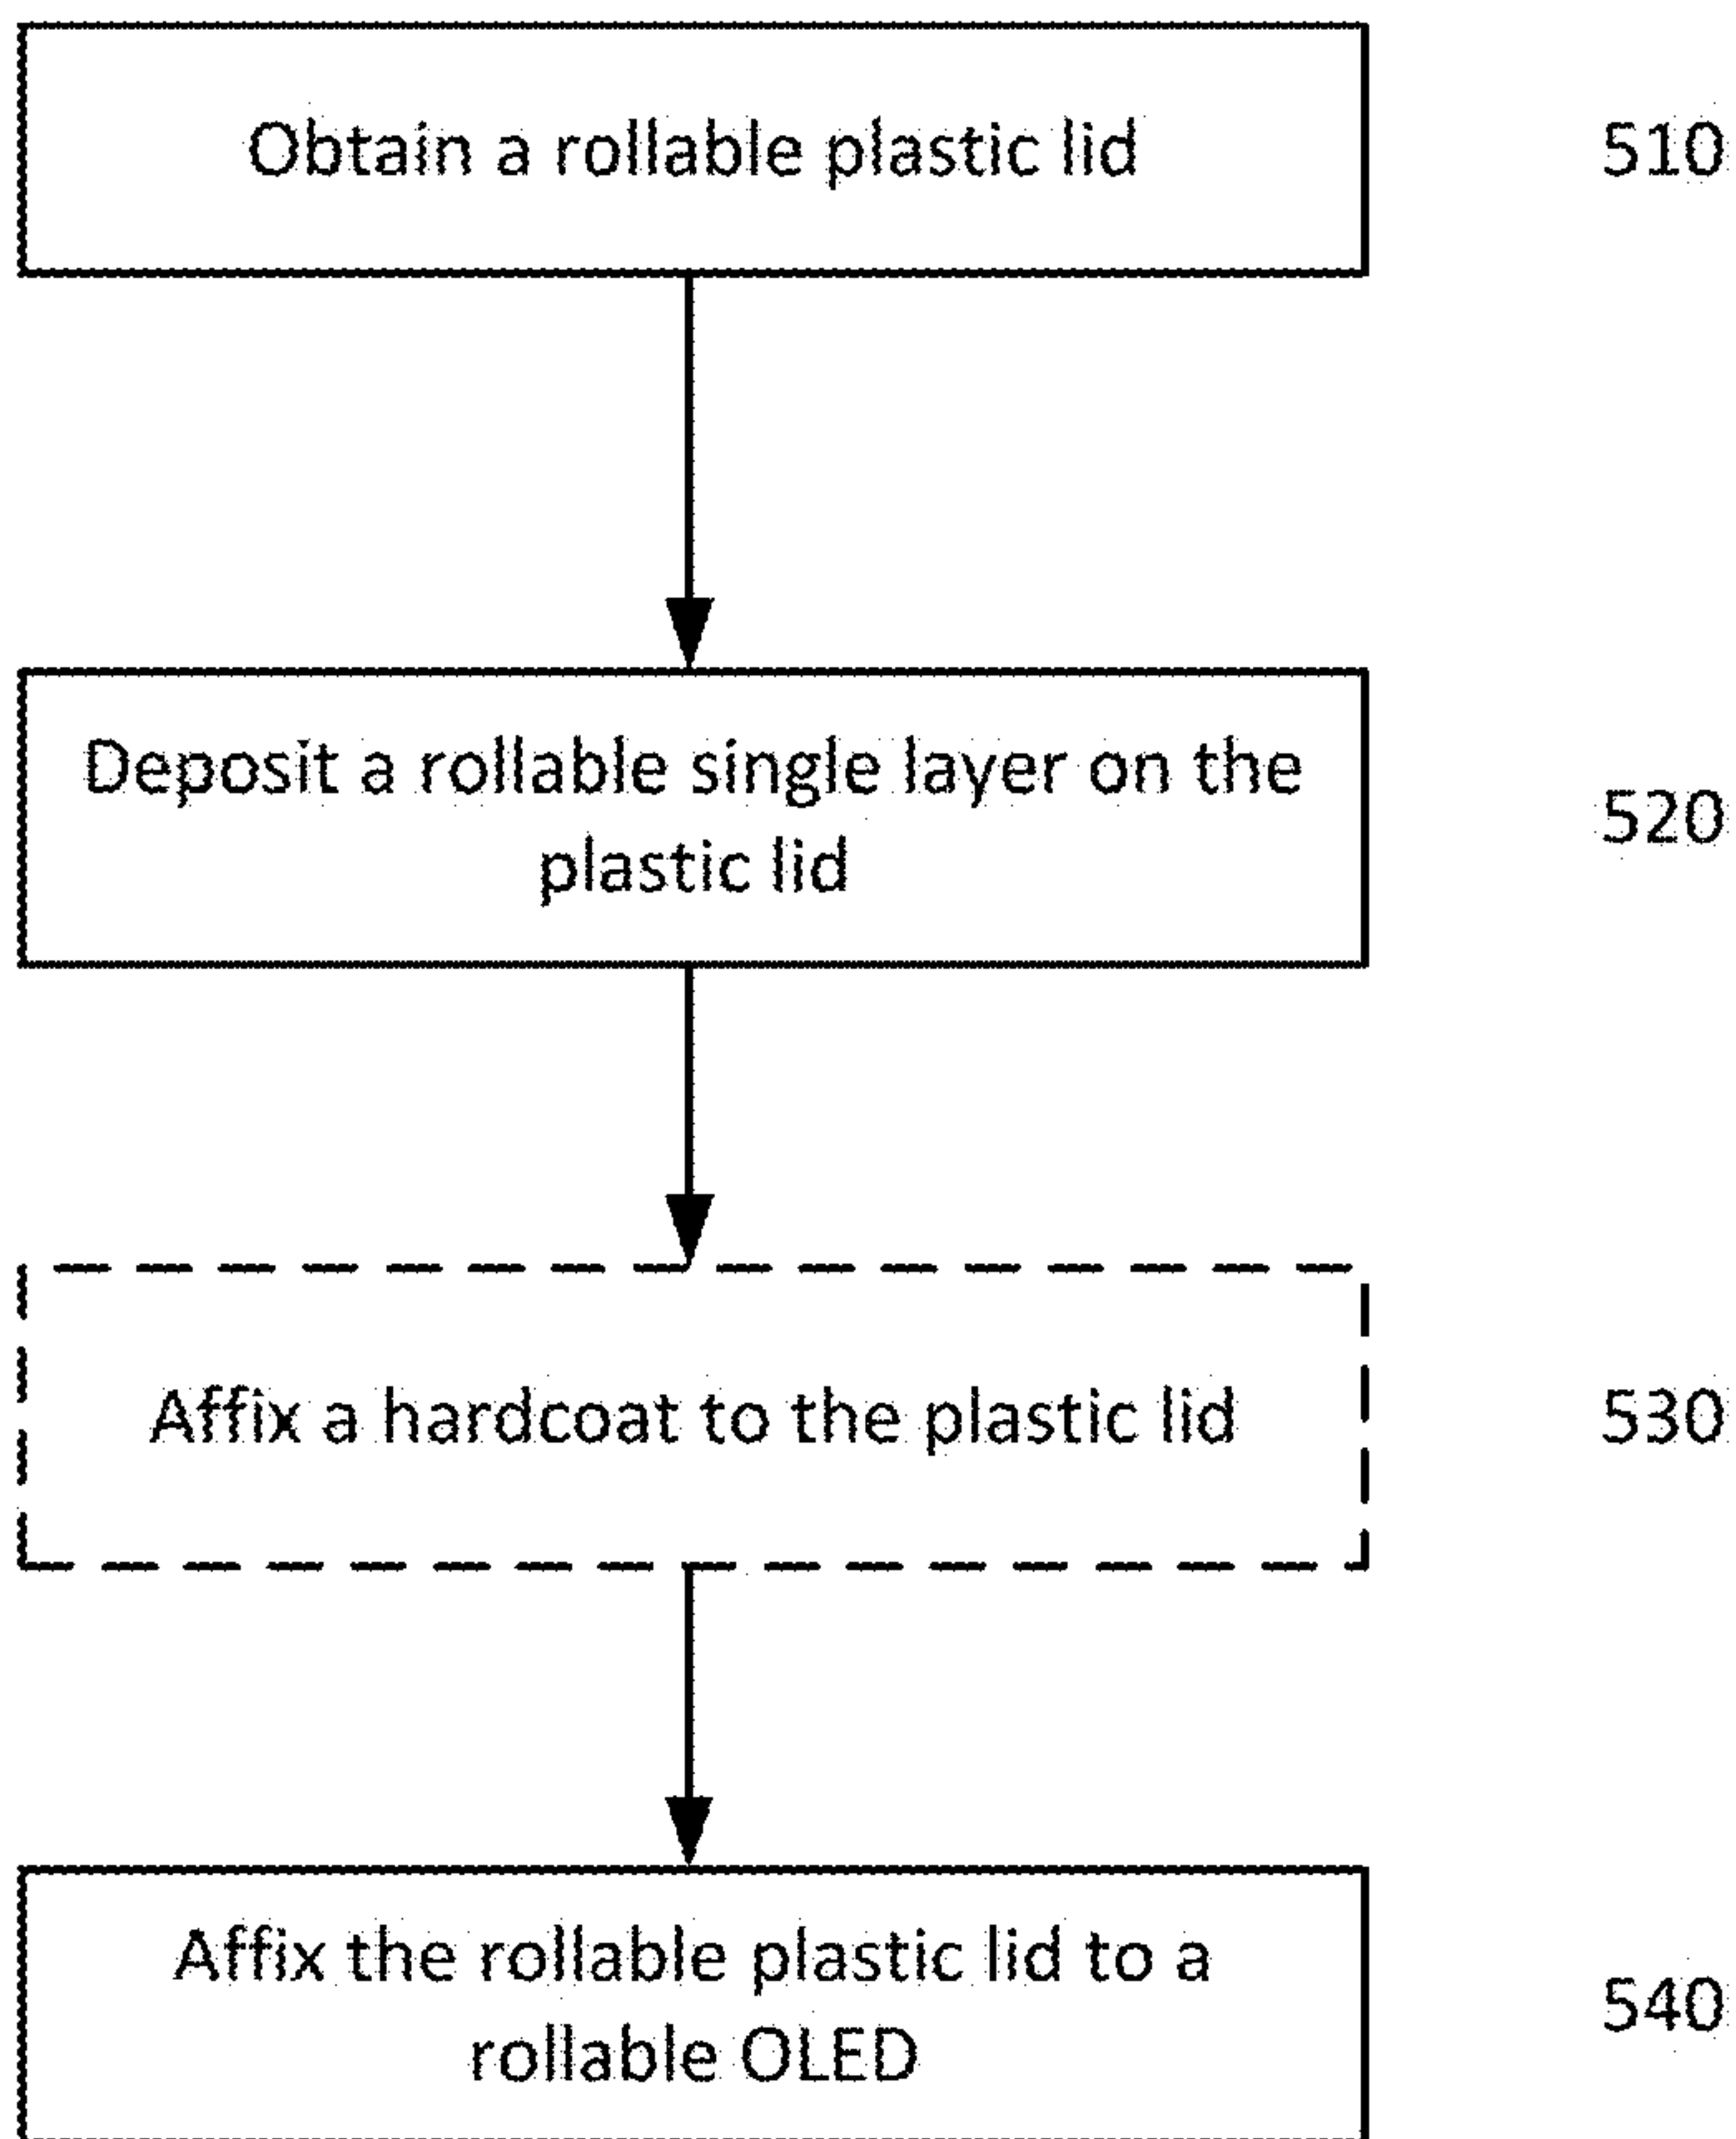 Obtain a rollable plastic lid
510
Deposit a rollable single layer on the
plastic lid
520
Affix a hardcoat to the plastic lid
530
Affix the rollable plastic lid to a
rollable OLED
540